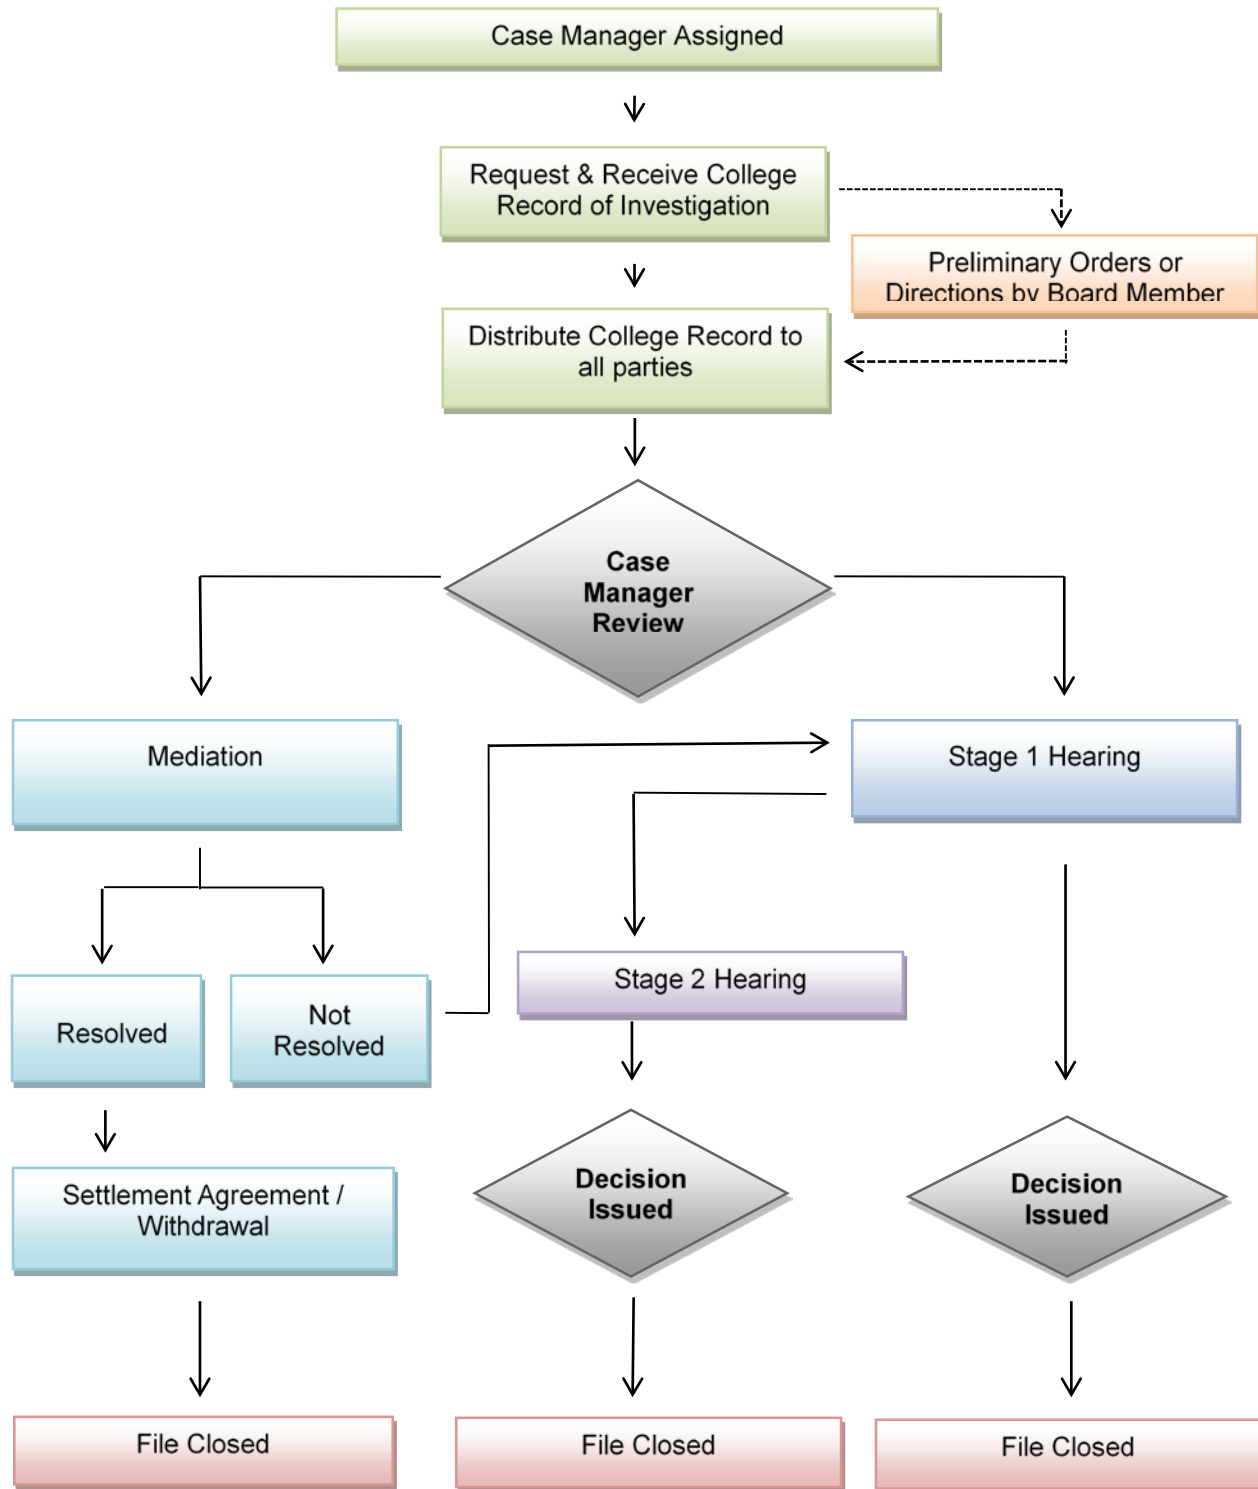 Case Manager Assigned
Request & Receive College
Record of Investigation
Preliminary Orders or
Directions by Board Member
Distribute College Record to
all parties
Case
Manager
Review
Mediation
Stage 1 Hearing
Stage 2 Hearing
Resolved
Not
Resolved
Settlement Agreement /
Withdrawal
Decision
Issued
Decision
Issued
File Closed
File Closed
File Closed